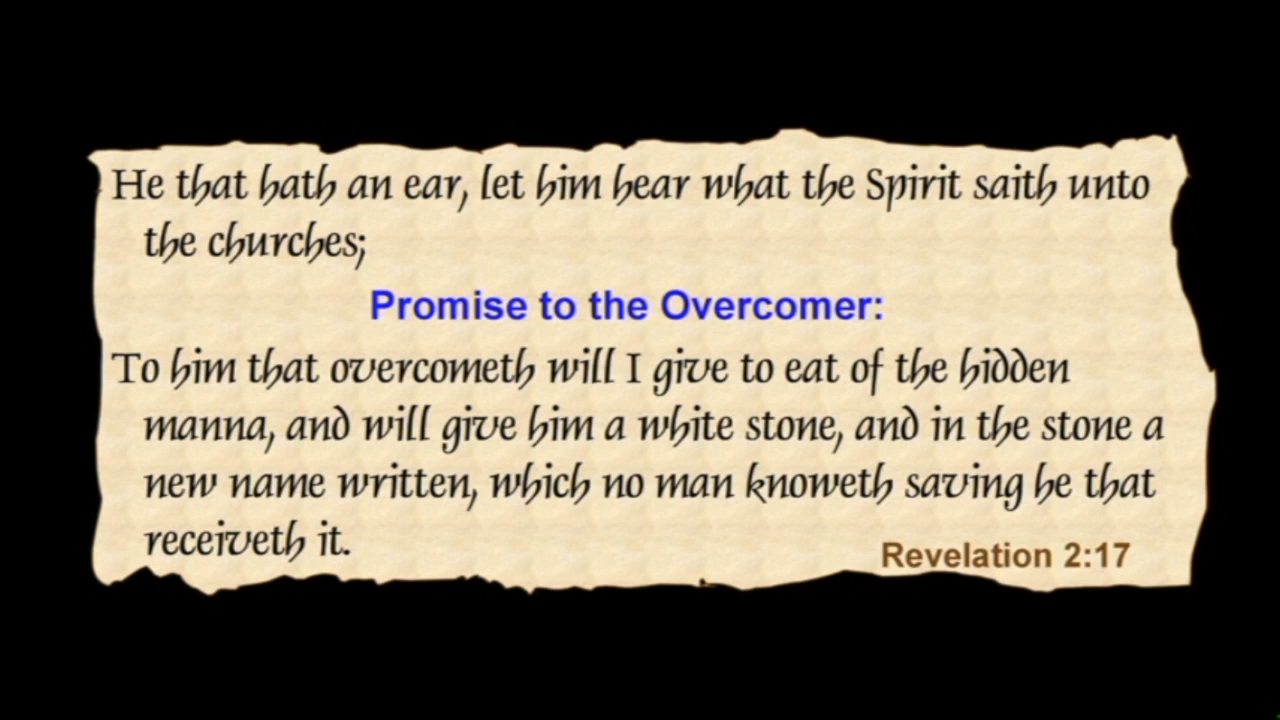 He that hath an ear, let him hear what the Spirit saith unto
the churches;
Promise to the Overcomer:
To him that overcometh will I give to eat of the hidden
manna, and will give him a white stone, and in the stone a
new name written, which no man knoweth saving he that
receiveth it.
Revelation 2:17